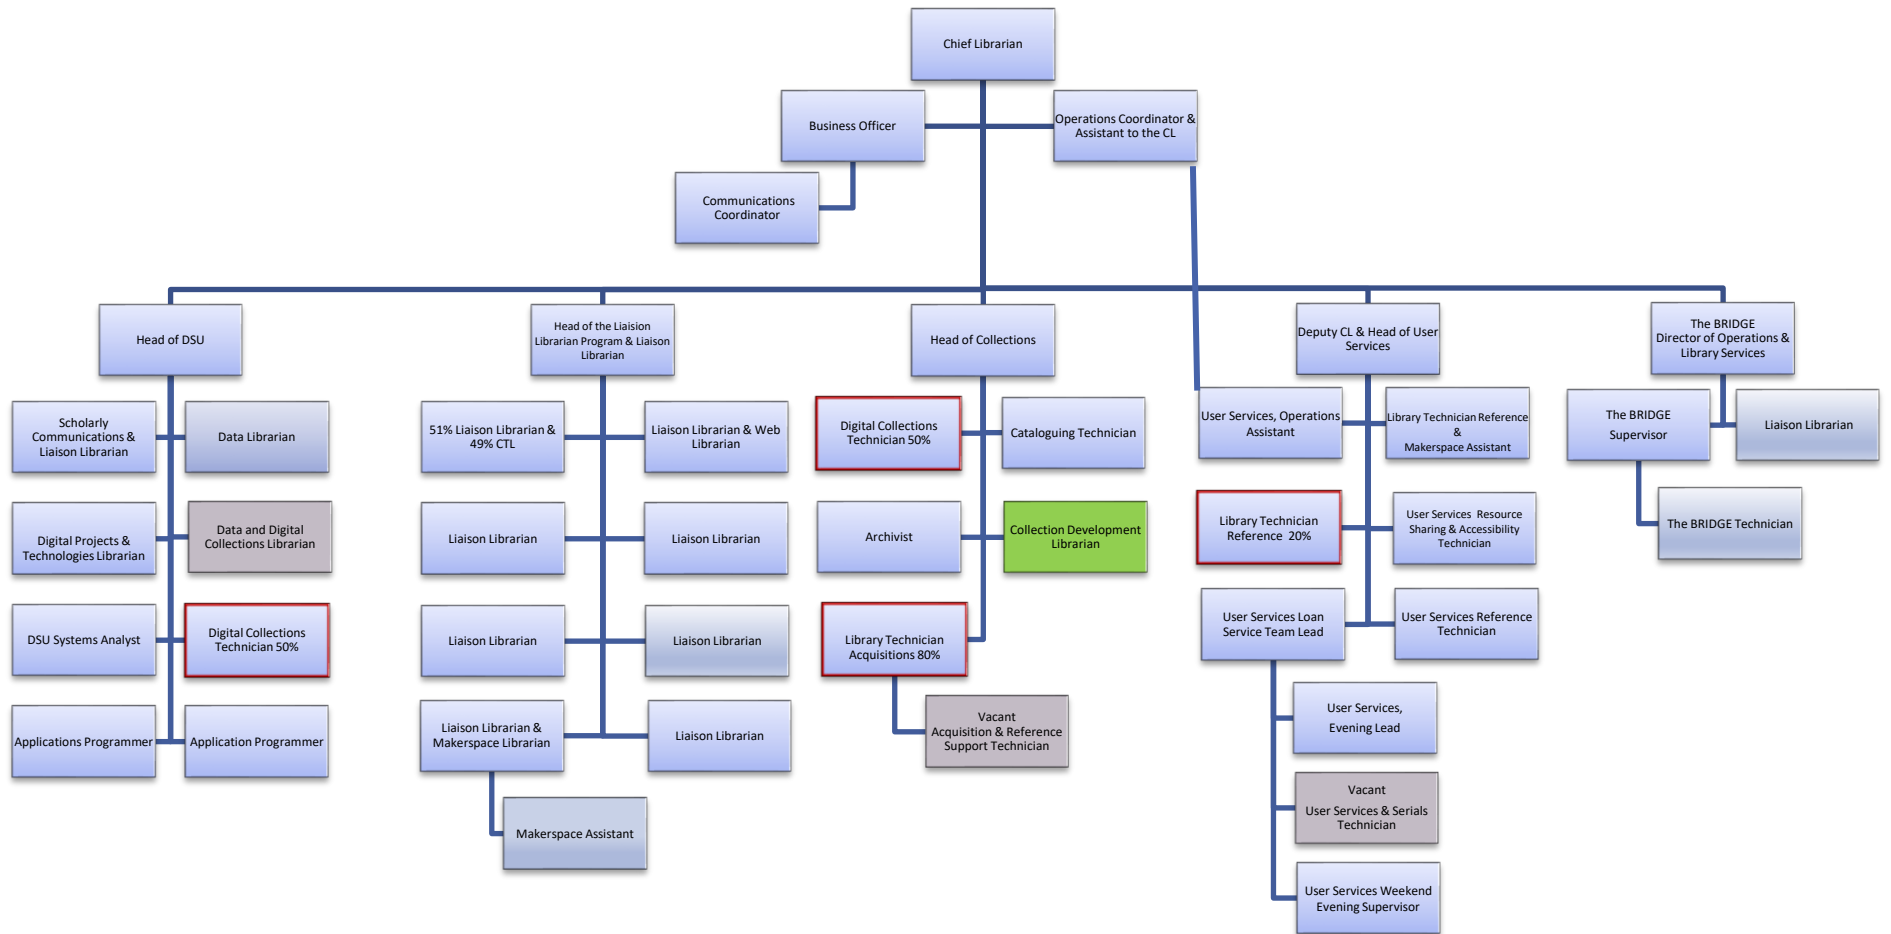 Chief Librarian
Business Officer
Operations Coordinator &
Assistant to the CL
Communications
Coordinator
Head of DSU
Head of the Liaision
Librarian Program & Liaison
Librarian
Head of Collections
Deputy CL & Head of User
Services
The BRIDGE
Director of Operations &
Library Services
Scholarly
Communications &
Liaison Librarian
Data Librarian
Digital Projects &
Technologies Librarian
Data and Digital
Collections Librarian
DSU Systems Analyst
Digital Collections
Technician 50%
Applications Programmer
Application Programmer
51% Liaison Librarian &
49% CTL
Liaison Librarian & Web
Librarian
Liaison Librarian
Liaison Librarian
Liaison Librarian
Liaison Librarian
Liaison Librarian &
Makerspace Librarian
Liaison Librarian
Makerspace Assistant
Digital Collections
Technician 50%
Cataloguing Technician
Archivist
Collection Development
Librarian
Library Technician
Acquisitions 80%
Vacant
Acquisition & Reference
Support Technician
User Services, Operations
Assistant
Library Technician Reference
&
Makerspace Assistant
Library Technician
Reference 20%
User Services Resource
Sharing & Accessibility
Technician
User Services Loan
Service Team Lead
User Services Reference
Technician
User Services,
Evening Lead
Vacant
User Services & Serials
Technician
User Services Weekend
Evening Supervisor
The BRIDGE
Supervisor
Liaison Librarian
The BRIDGE Technician